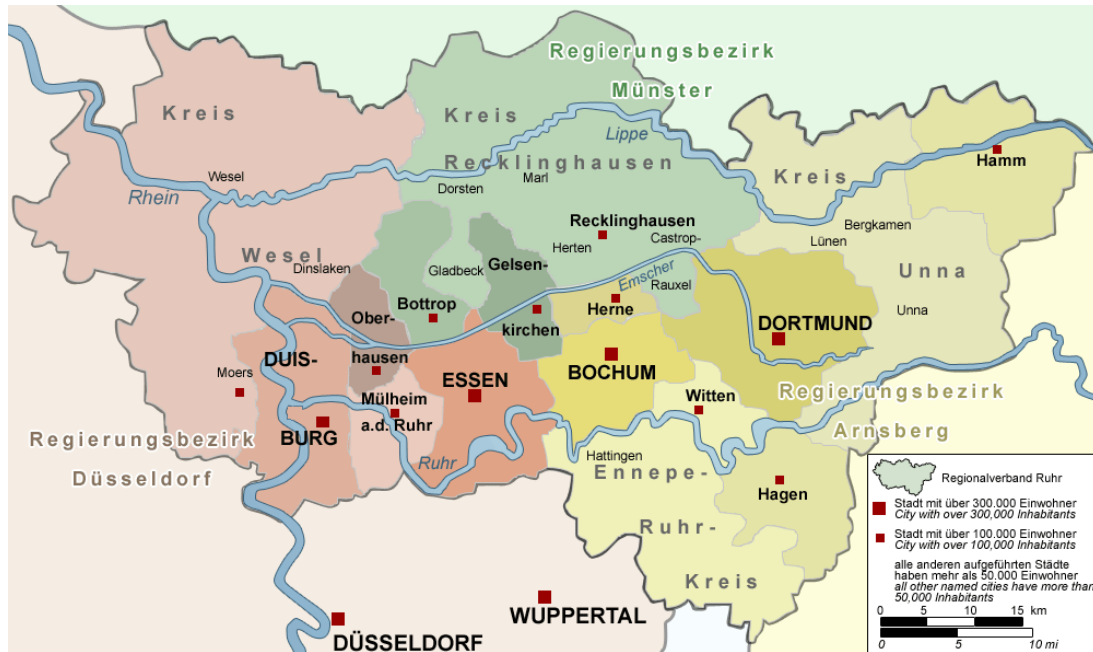 Regierungsbezirk
Münster
Kreis
Kreis
Lippe
Recklinghausen
Hamm
Kreis
Wesel
Dorsten
Marl
Rhein
Recklinghausen
Bergkamen
Castrop-
Lünen
Herten
Wesel
Gelsen-
Dinslaken
Gladbeck
Unna
Emscher
Rauxel
Bottrop
Herne
Unna
Ober-
kirchen
DORTMUND
DUIS-
hausen
BOCHUM
Moers
ESSEN
Mülheim
a.d. Ruhr
Witten
Regierungsbezirk
Arnsberg
BURG
Regierungsbezirk
Düsseldorf
Ruhr
Hattingen
Ennepe-
Hagen
Ruhr-
Kreis
WUPPERTAL
DÜSSELDORF
Regionalverband Ruhr
Stadt mit über 300.000 Einwohner
City with over 300,000 Inhabitants
Stadt mit über 100.000 Einwohner
City with over 100,000 Inhabitants
alle anderen aufgeführten Städte
haben mehr als 50.000 Einwohner
all other named cities have more than
50,000 Inhabitants
0 5 10 15 km
0 5 10 mi